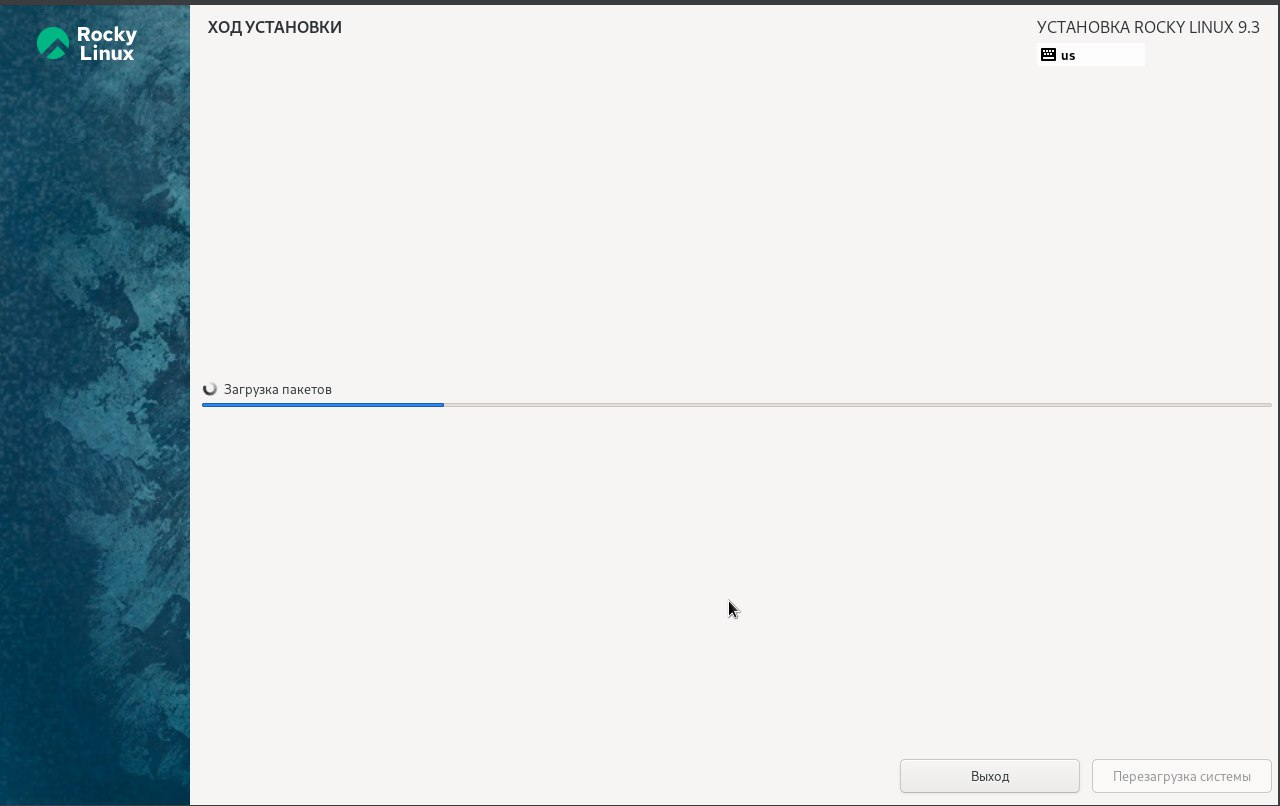 Rocky
Linux
ХОД УСТАНОВКИ
УСТАНОВКА ROCKY LINUX 9.3
us
Загрузка пакетов
Выход
Перезагрузка системы